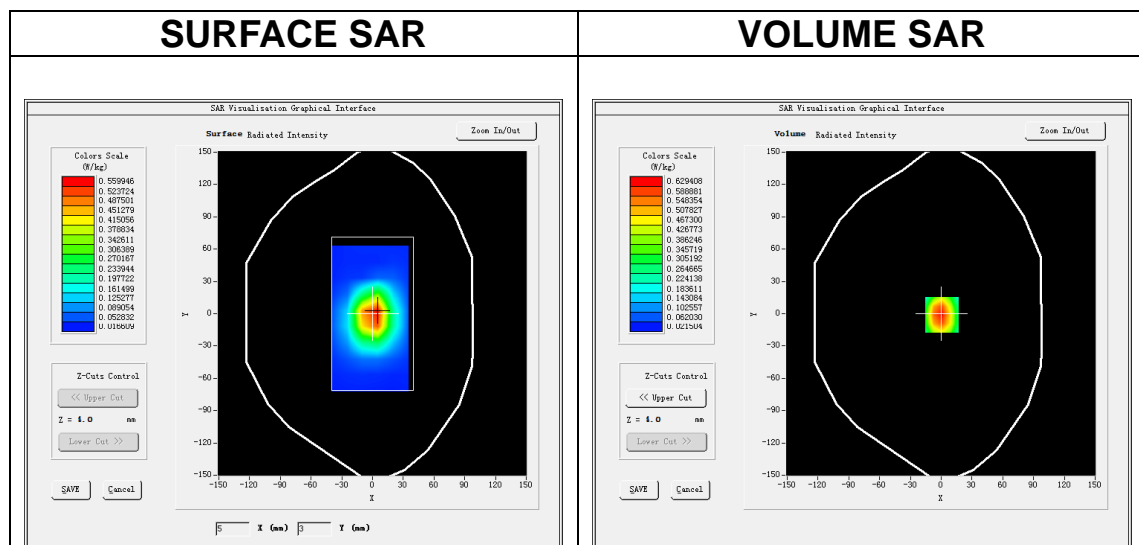 SURFACE SAR
VOLUME SAR
SAR Visualisation Graphical Interface
Surface Radiated Intensity
Zoom In/Out
Colors Scale
(W/kg)
0.559946
0.523724
0.487501
0.451279
0.415056
0.378834
0.342611
0.306389
0.270167
0.233944
0.197722
0.161499
0.125277
0.089054
0.052832
0.016609
150
120
90
60
30
0
-30
-60
-90
-120
-150
Y
-150 -120 -90 -60 -30 0 30 60 90 120 150
X
Z-Cuts Control
<< Upper Cut
Z = 4.0 mm
Lower Cut >>
SAVE Cancel
5 X (mm) 3 Y (mm)
SAR Visualisation Graphical Interface
Volume Radiated Intensity
Zoom In/Out
Colors Scale
(W/kg)
0.629408
0.588881
0.548354
0.507827
0.467300
0.426773
0.386246
0.345719
0.305192
0.264665
0.224138
0.183611
0.143084
0.102557
0.062030
0.021504
150
120
90
60
30
0
-30
-60
-90
-120
-150
Y
-150 -120 -90 -60 -30 0 30 60 90 120 150
X
Z-Cuts Control
<< Upper Cut
Z = 4.0 mm
Lower Cut >>
SAVE Cancel